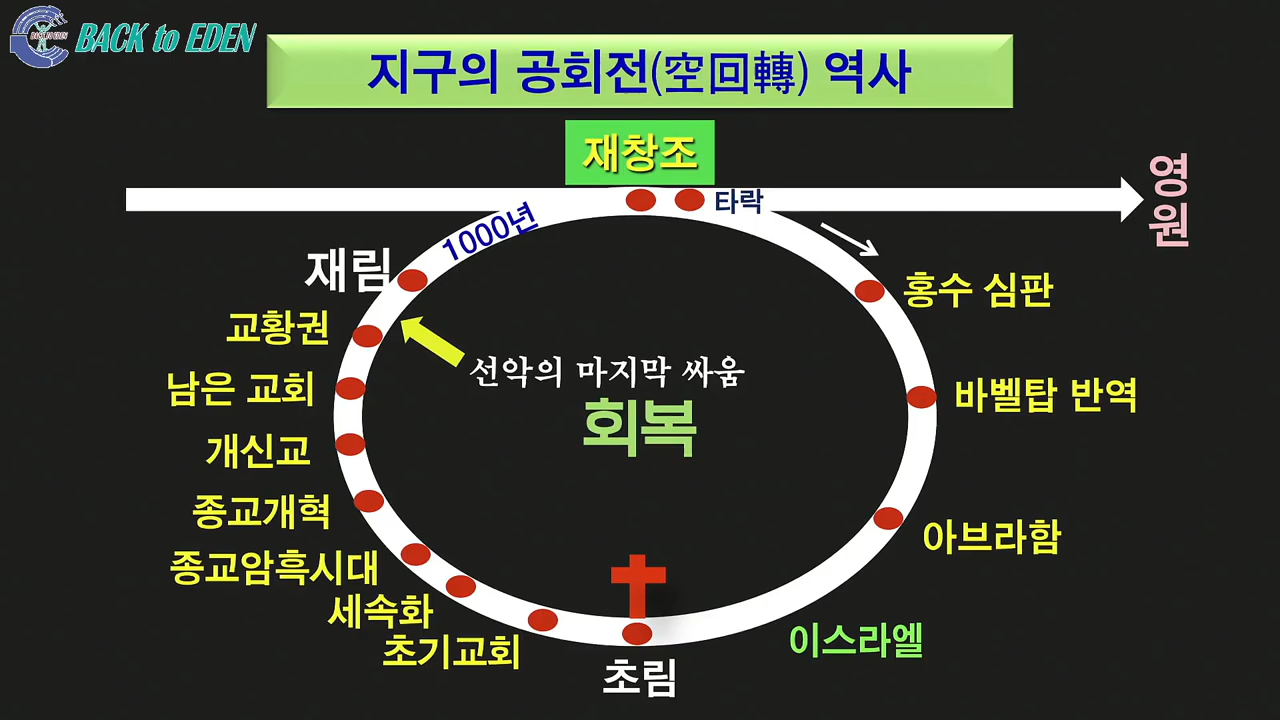 BACK to EDEN
지구의 공회전(空回轉) 역사
재창조
타락
영원
1000년
재림
홍수 심판
교황권
선악의 마지막 싸움
남은 교회
바벨탑 반역
회복
개신교
종교개혁
아브라함
종교암흑시대
세속화
이스라엘
초기교회
초림